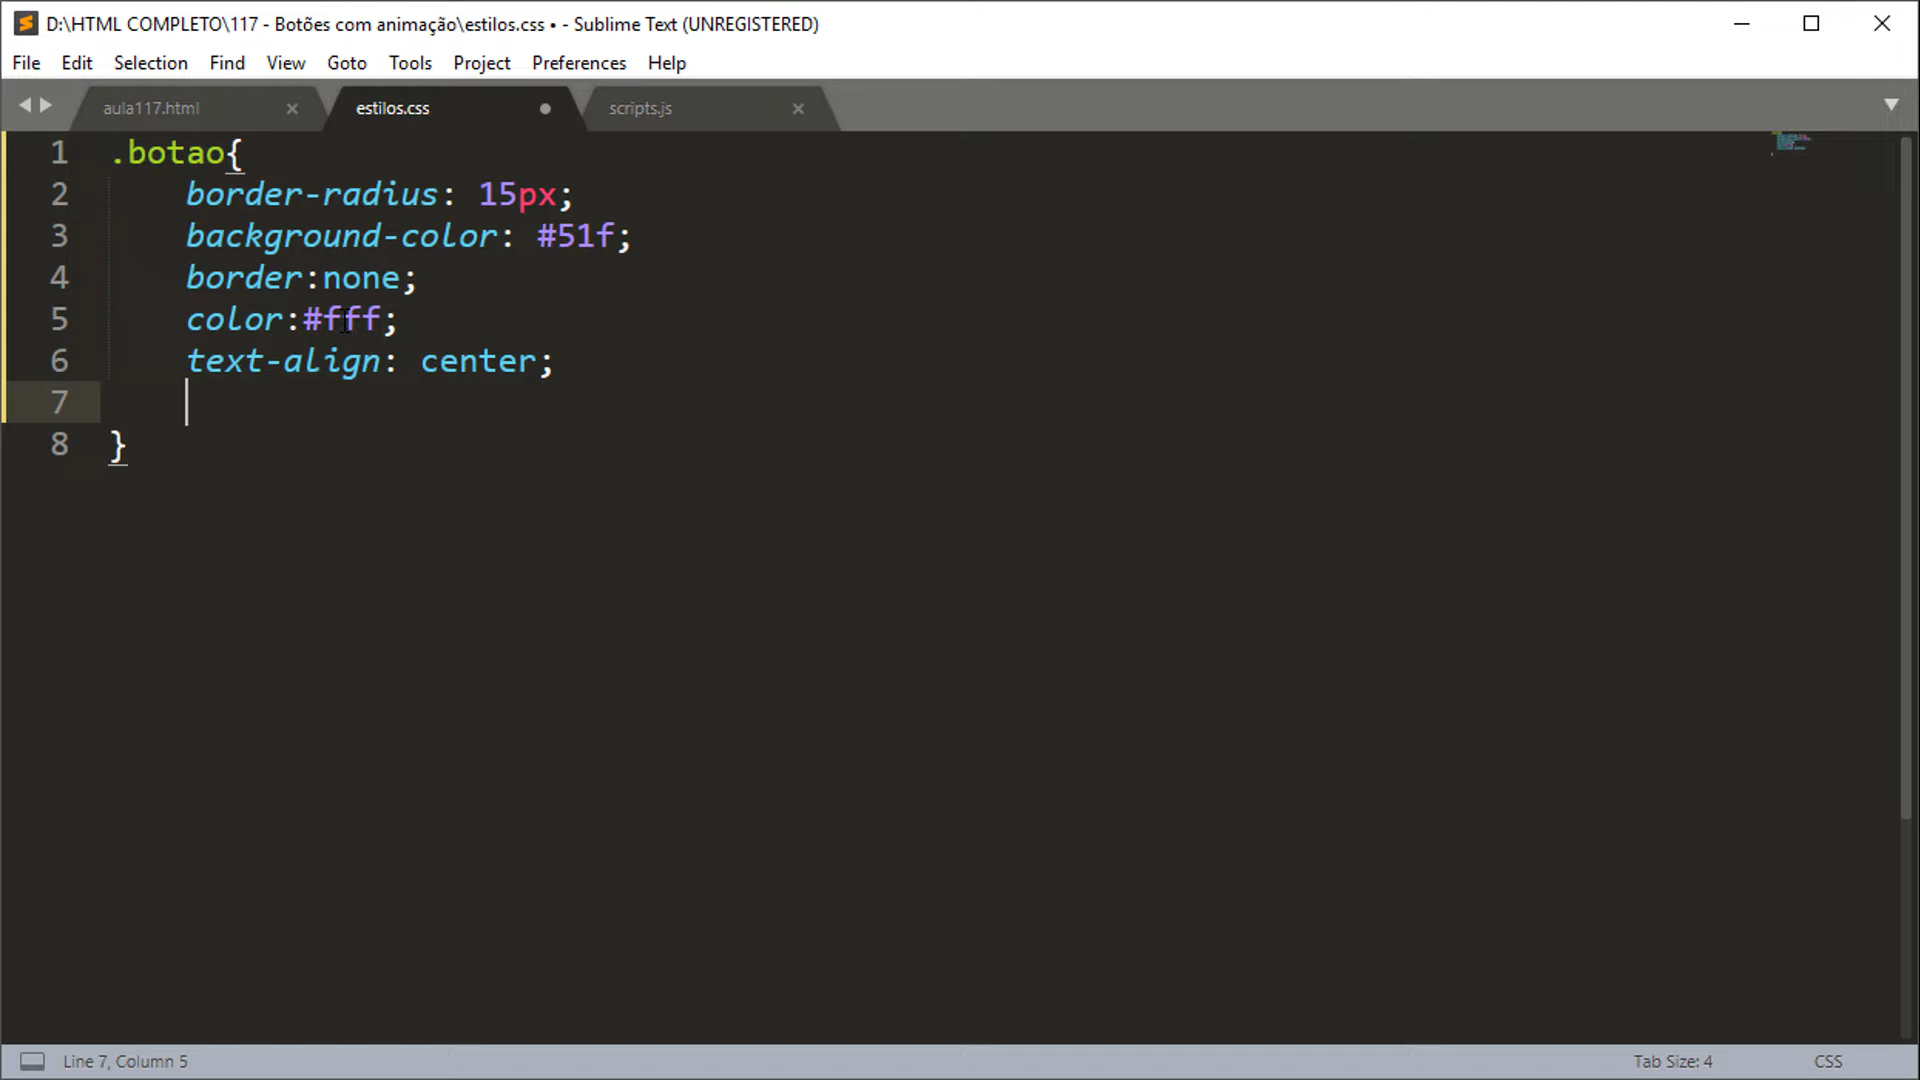 D:\HTML COMPLETO\117 - Botões com animação\estilos.css • - Sublime Text (UNREGISTERED)
File Edit Selection Find View Goto Tools Project Preferences Help
aula117.html estilos.css scripts.js
1 .botao{
2 border-radius: 15px;
3 background-color: #51f;
4 border:none;
5 color:#fff;
6 text-align: center;
7
8 }
Line 7, Column 5 Tab Size: 4 CSS